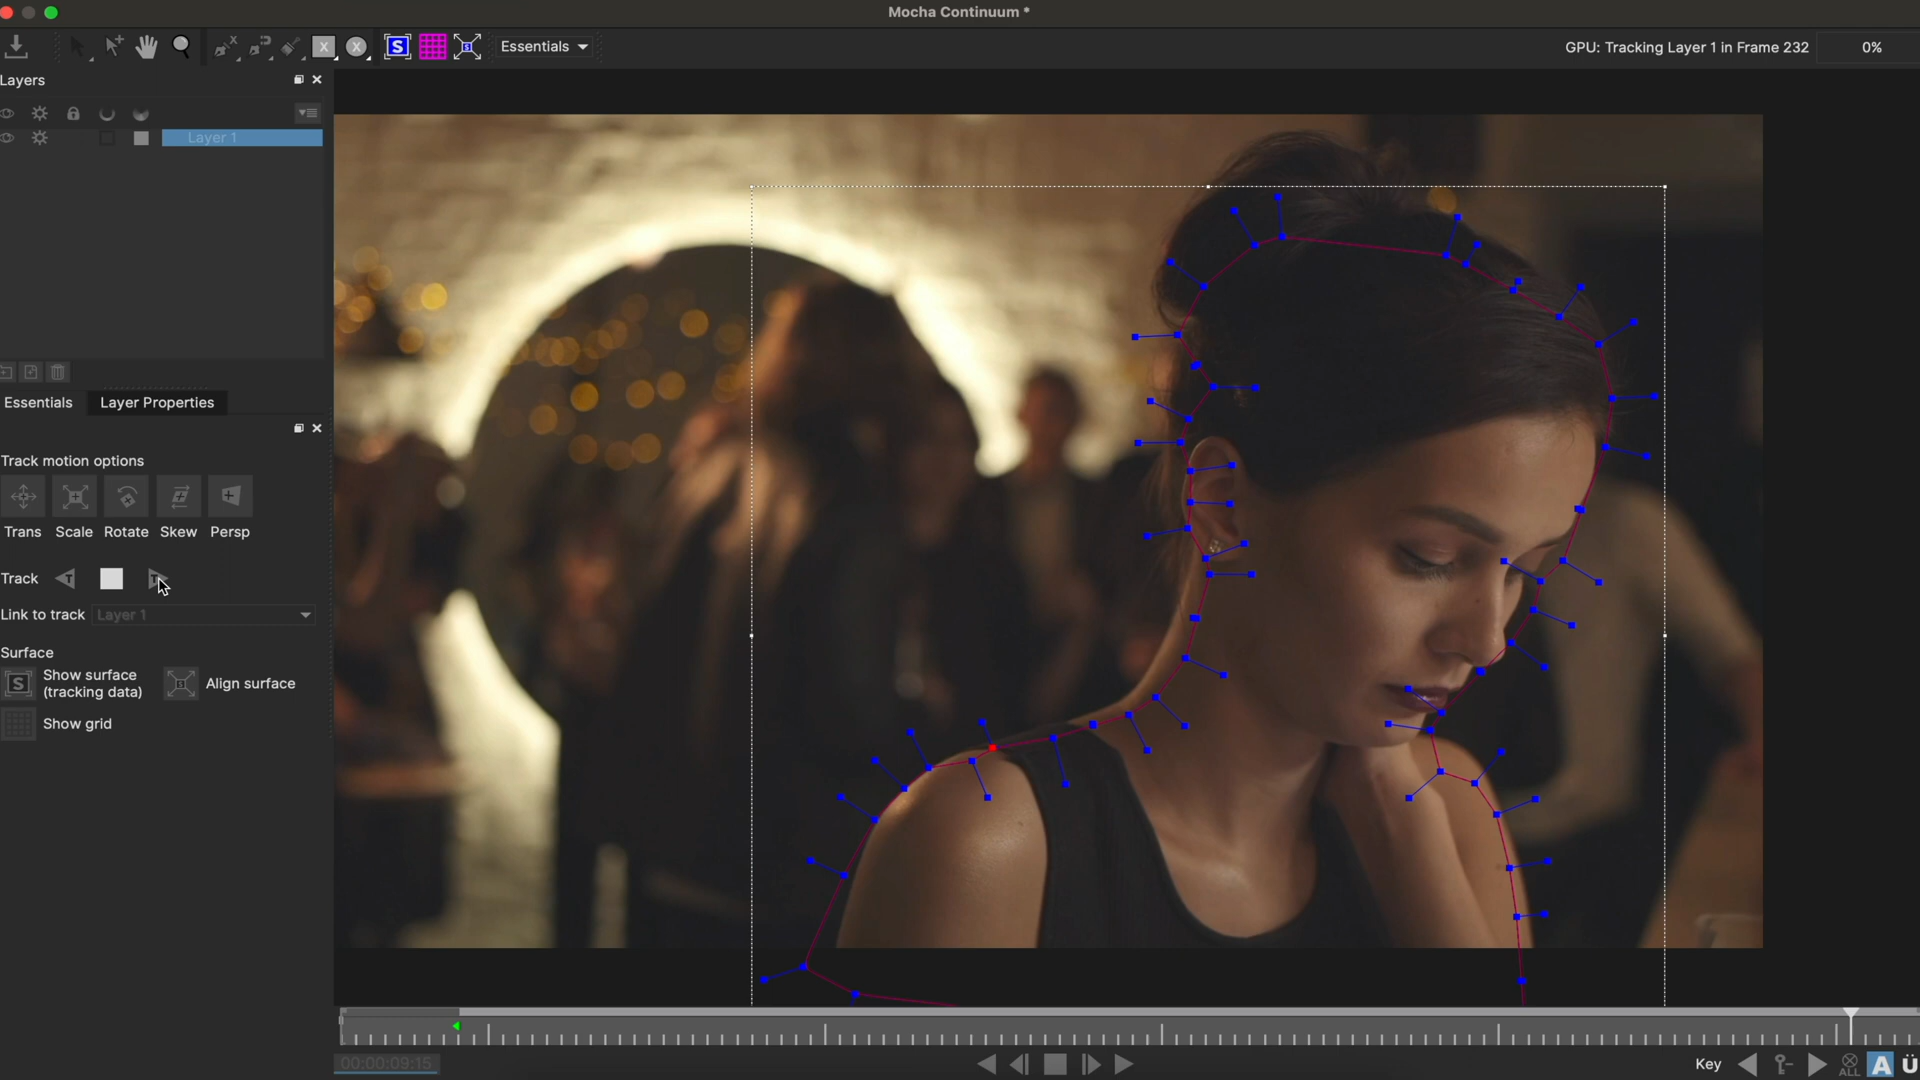 Mocha Continuum *
Essentials
GPU: Tracking Layer 1 in Frame 232
0%
Layers
Layer 1
Essentials
Layer Properties
Track motion options
Trans
Scale
Rotate
Skew
Persp
Track
Link to track
Layer 1
Surface
Show surface
(tracking data)
Align surface
Show grid
00:00:09:15
Key
ALL
A
Ü